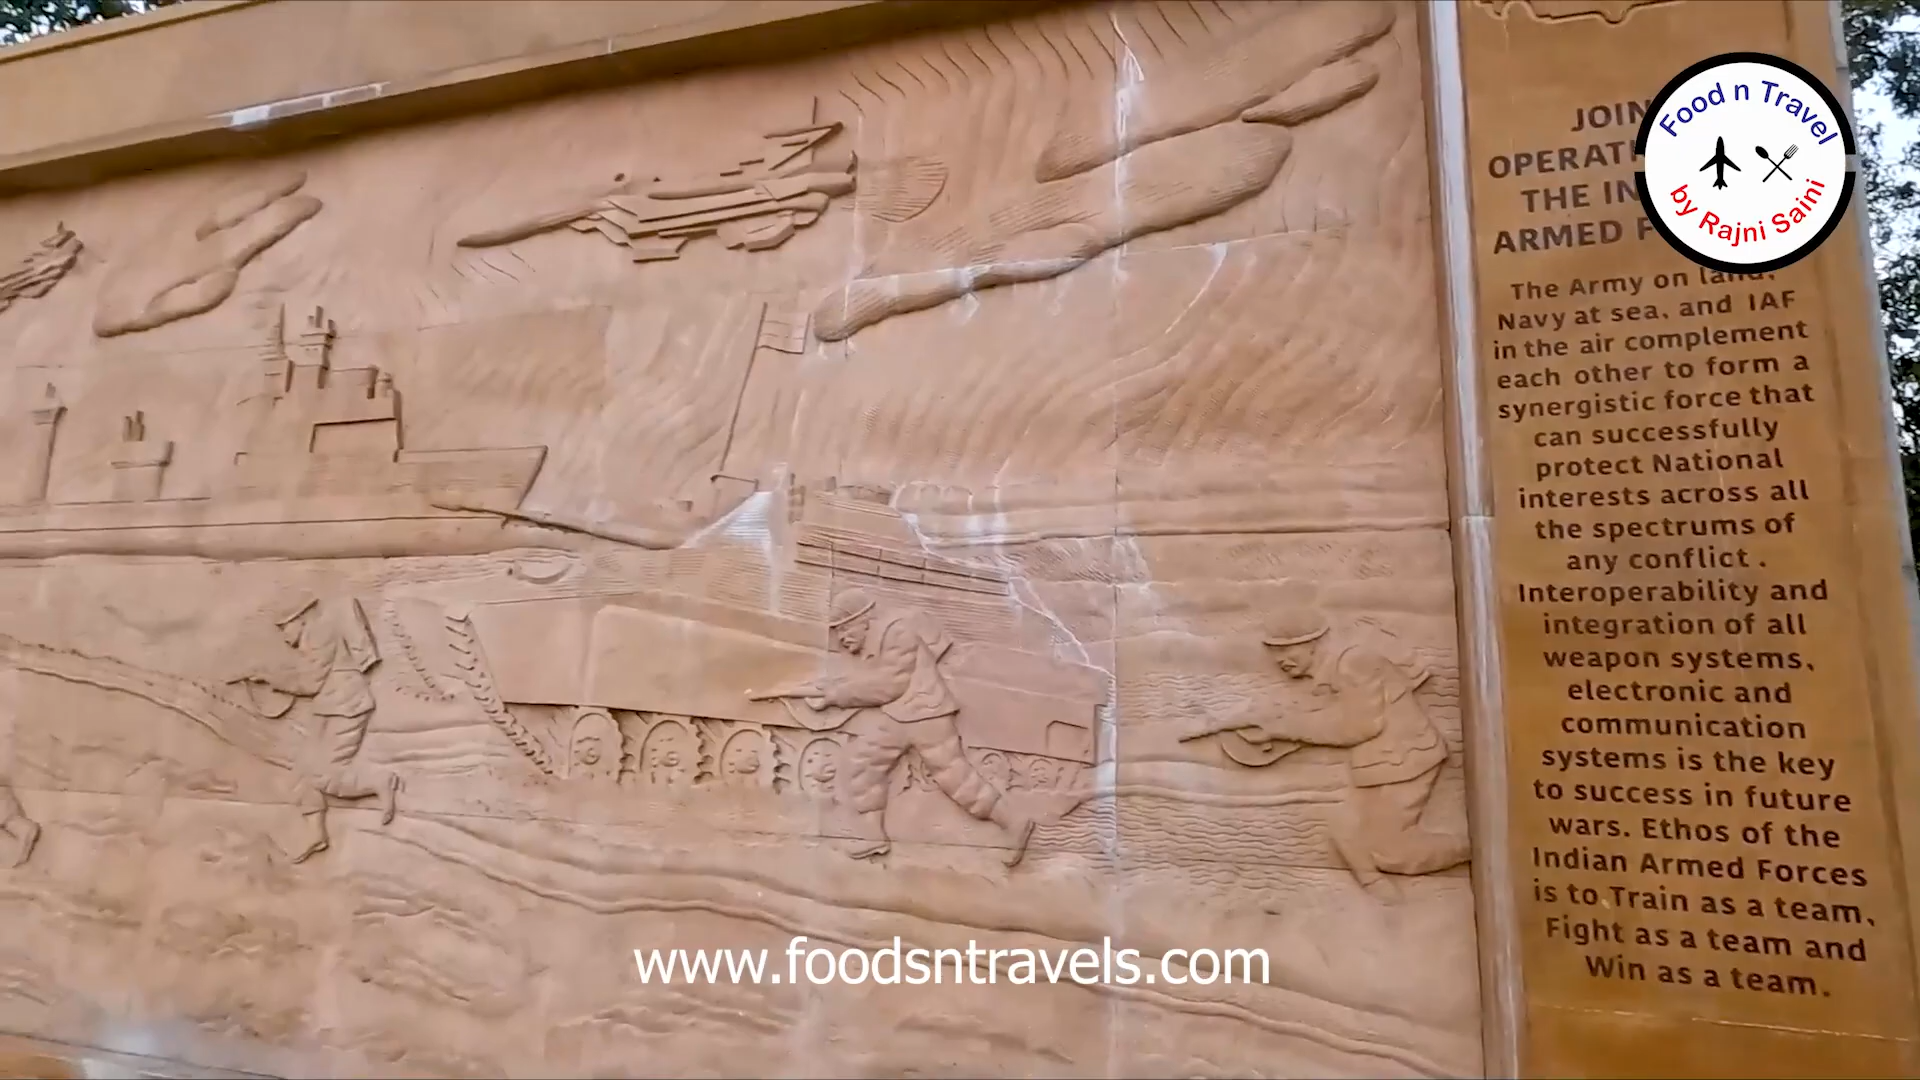 JOIN
OPERATI
THE IN
ARMED F
The Army on land,
Navy at sea, and IAF
in the air complement
each other to form a
synergistic force that
can successfully
protect National
interests across all
the spectrums of
any conflict .
Interoperability and
integration of all
weapon systems,
electronic and
communication
systems is the key
to success in future
wars. Ethos of the
Indian Armed Forces
is to Train as a team,
Fight as a team and
Win as a team.
Food n Travel
by Rajni Saini
www.foodsntravels.com